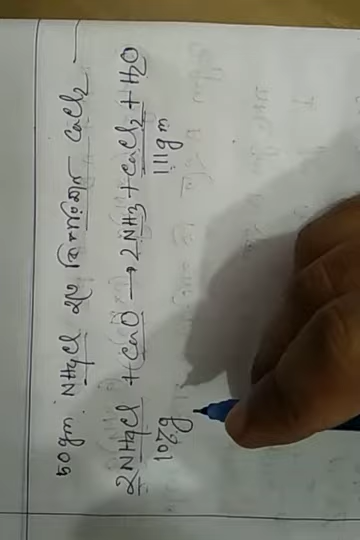 50gm. NH4Cl এর বিক্রিয়ায় CaCl2 –
2NH4Cl + CaO → 2NH3 + CaCl2 + H2O
107g 111gm